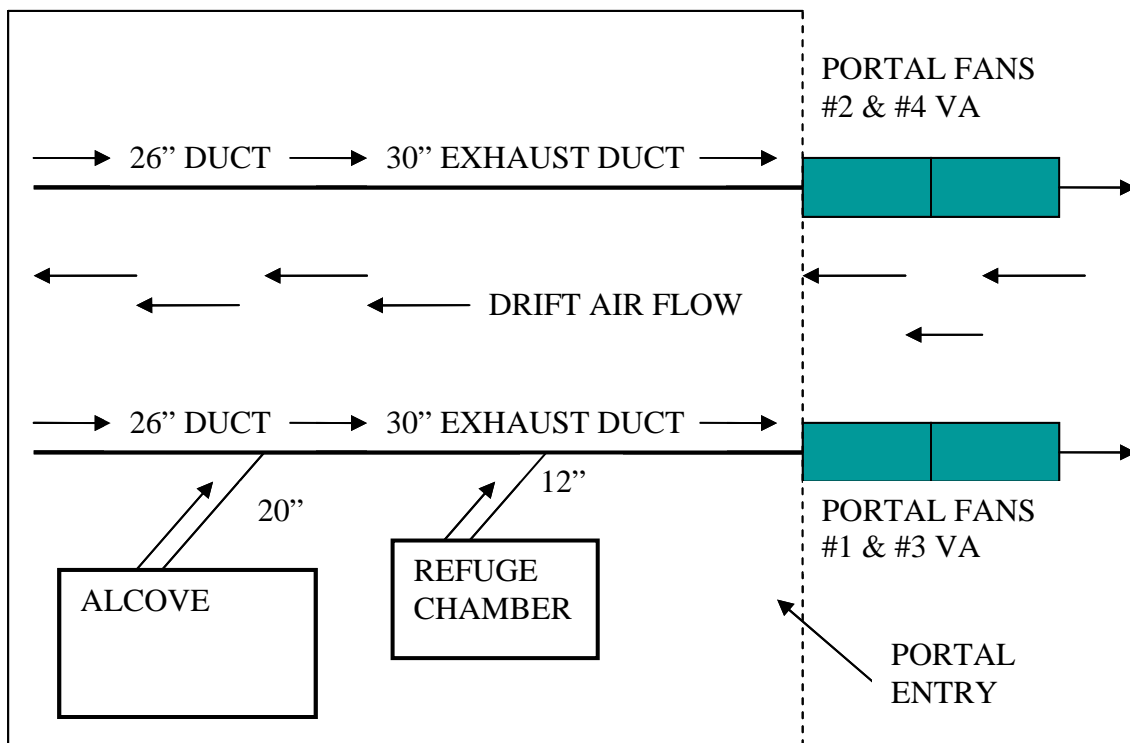 PORTAL FANS
#2 & #4 VA
26” DUCT
30” EXHAUST DUCT
DRIFT AIR FLOW
26” DUCT
30” EXHAUST DUCT
20”
12”
PORTAL FANS
#1 & #3 VA
ALCOVE
REFUGE
CHAMBER
PORTAL
ENTRY